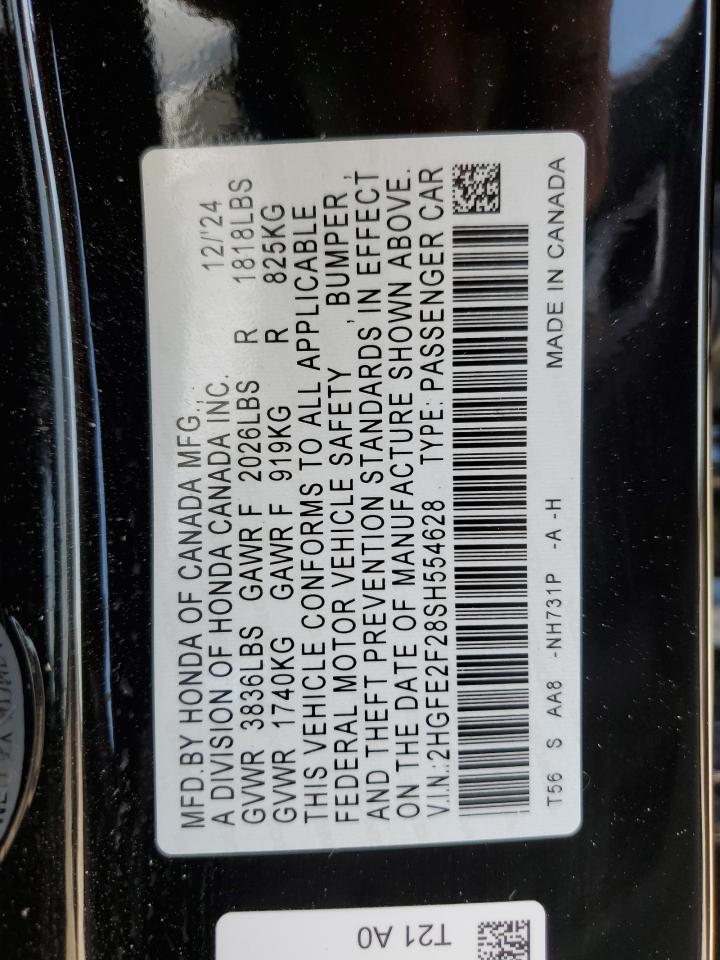 MFD.BY HONDA OF CANADA MFG.,
A DIVISION OF HONDA CANADA INC. 12/'24
GVWR 3836LBS GAWR F 2026LBS R 1818LBS
GVWR 1740KG GAWR F 919KG R 825KG
THIS VEHICLE CONFORMS TO ALL APPLICABLE
FEDERAL MOTOR VEHICLE SAFETY , BUMPER ,
AND THEFT PREVENTION STANDARDS IN EFFECT
ON THE DATE OF MANUFACTURE SHOWN ABOVE.
V.I.N.:2HGFE2F28SH554628 TYPE: PASSENGER CAR
T56 S AA8 -NH731P -A -H MADE IN CANADA
T21 A0